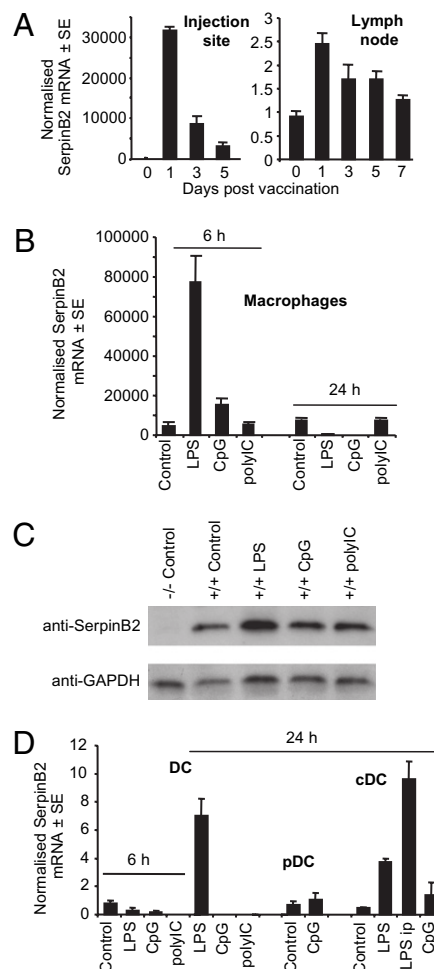 A
Normalised
SerpinB2 mRNA ± SE
30000
20000
10000
0
Injection
site
0 1 3 5
3
2.5
2
1.5
1
0.5
0
Lymph
node
0 1 3 5 7
Days post vaccination
B
Normalised SerpinB2
mRNA ± SE
100000
80000
60000
40000
20000
0
6 h
Macrophages
24 h
Control
LPS
CpG
polyIC
Control
LPS
CpG
polyIC
C
-/- Control
+/+ Control
+/+ LPS
+/+ CpG
+/+ polyIC
anti-SerpinB2
anti-GAPDH
D
Normalised SerpinB2
mRNA ± SE
12
10
8
6
4
2
0
24 h
DC
cDC
6 h
pDC
Control
LPS
CpG
polyIC
LPS
CpG
polyIC
Control
CpG
Control
LPS
LPS ip
CpG